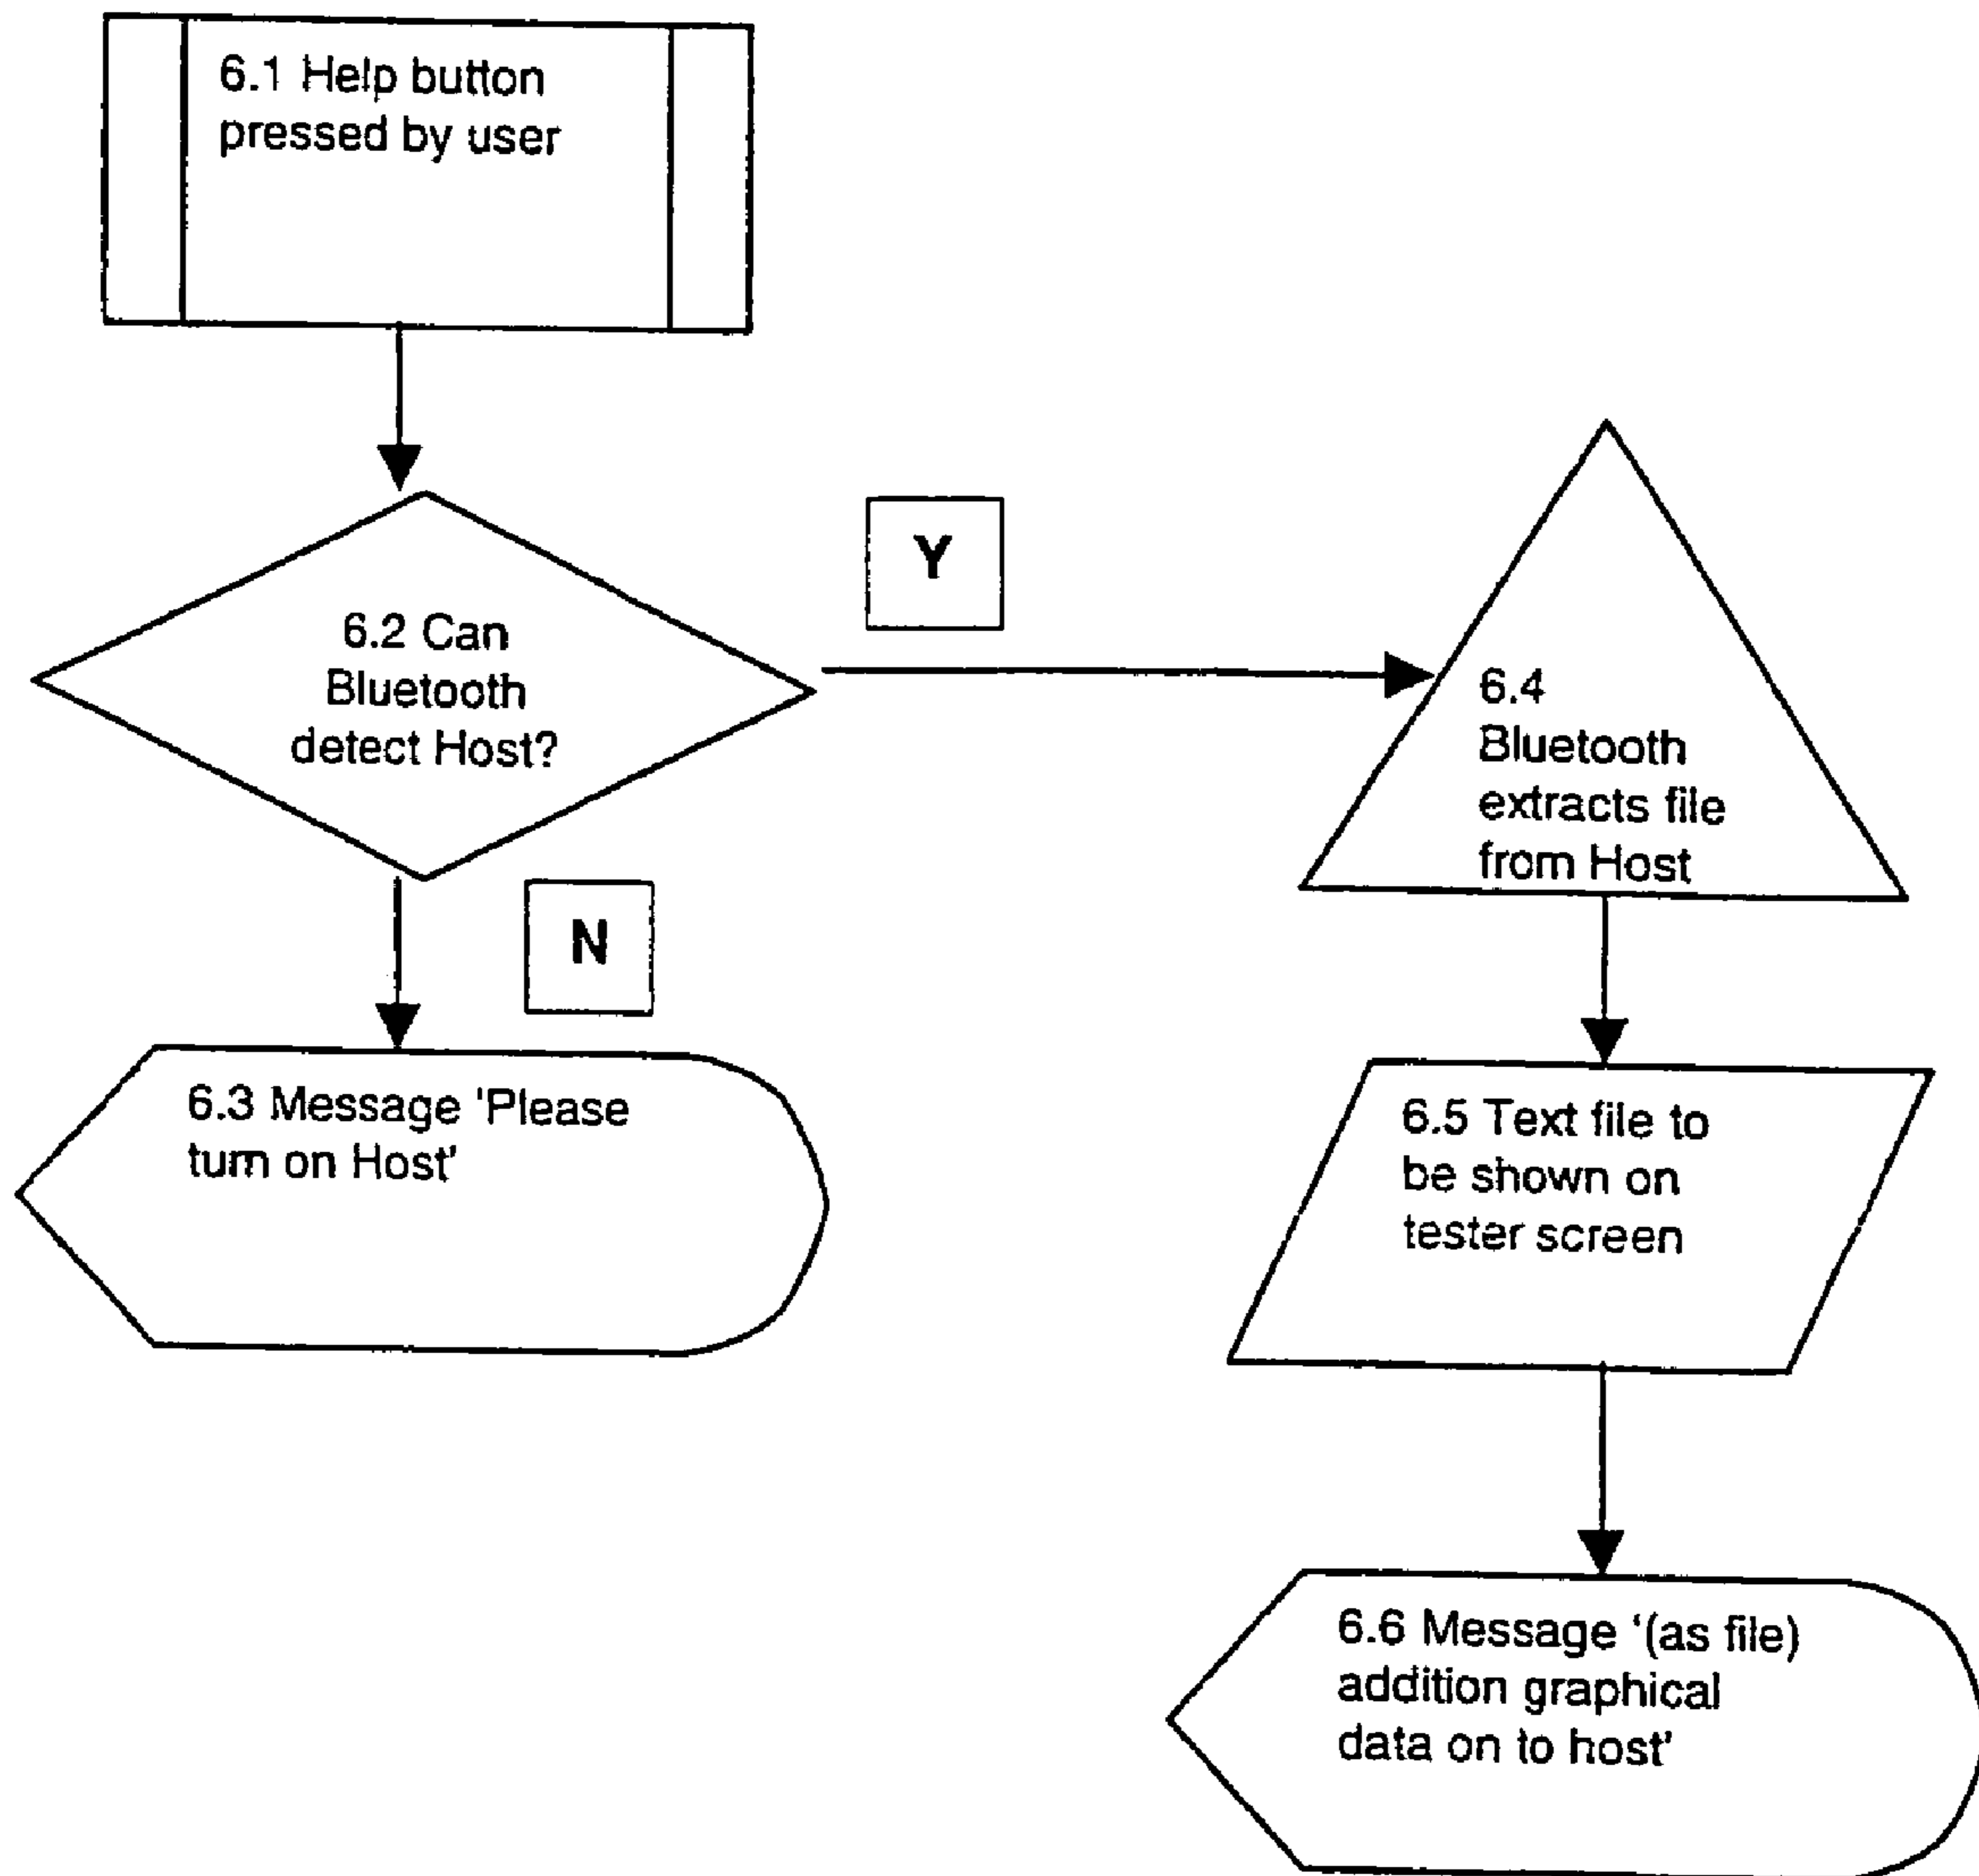 6.1 Help button
pressed by user
6.2 Can
Bluetooth
detect Host?
Y
N
6.3 Message 'Please
turn on Host'
6.4
Bluetooth
extracts file
from Host
6.5 Text file to
be shown on
tester screen
6.6 Message '(as file)
addition graphical
data on to host'